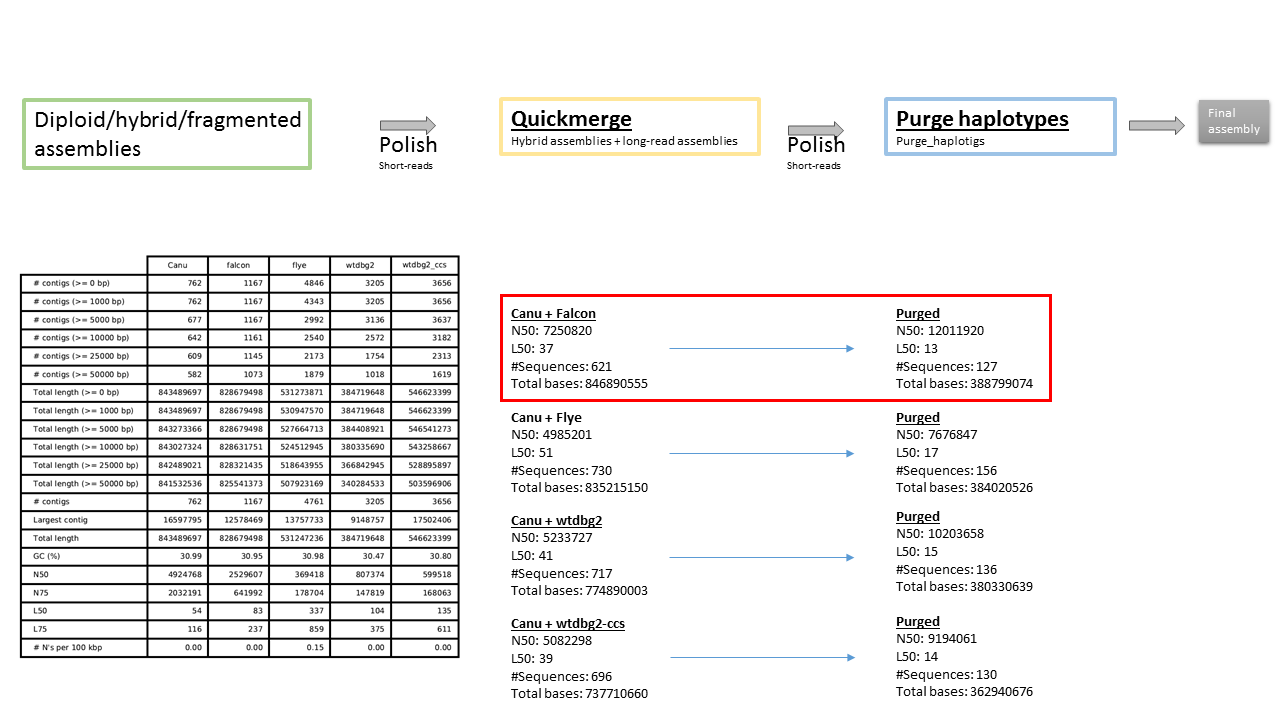 Diploid/hybrid/fragmented
assemblies
Polish
Short-reads
Quickmerge
Hybrid assemblies + long-read assemblies
Polish
Short-reads
Purge haplotypes
Purge_haplotigs
Final
assembly
Canu falcon flye wtdbg2 wtdbg2_ccs
# contigs (>= 0 bp) 762 1167 4846 3205 3656
# contigs (>= 1000 bp) 762 1167 4343 3205 3656
# contigs (>= 5000 bp) 677 1167 2992 3136 3637
# contigs (>= 10000 bp) 642 1161 2540 2572 3182
# contigs (>= 25000 bp) 609 1145 2173 1754 2313
# contigs (>= 50000 bp) 582 1073 1879 1018 1619
Total length (>= 0 bp) 843489697 828679498 531273871 384719648 546623399
Total length (>= 1000 bp) 843489697 828679498 530947570 384719648 546623399
Total length (>= 5000 bp) 843273366 828679498 527664713 384408921 546541273
Total length (>= 10000 bp) 843027324 828631751 524512945 380335690 543258667
Total length (>= 25000 bp) 842489021 828321435 518643955 366842945 528895897
Total length (>= 50000 bp) 841532536 825541373 507923169 340284533 503596906
# contigs 762 1167 4761 3205 3656
Largest contig 16597795 12578469 13757733 9148757 17502406
Total length 843489697 828679498 531247236 384719648 546623399
GC (%) 30.99 30.95 30.98 30.47 30.80
N50 4924768 2529607 369418 807374 599518
N75 2032191 641992 178704 147819 168063
L50 54 83 337 104 135
L75 116 237 859 375 611
# N's per 100 kbp 0.00 0.00 0.15 0.00 0.00
Canu + Falcon
N50: 7250820
L50: 37
#Sequences: 621
Total bases: 846890555
Purged
N50: 12011920
L50: 13
#Sequences: 127
Total bases: 388799074
Canu + Flye
N50: 4985201
L50: 51
#Sequences: 730
Total bases: 835215150
Purged
N50: 7676847
L50: 17
#Sequences: 156
Total bases: 384020526
Canu + wtdbg2
N50: 5233727
L50: 41
#Sequences: 717
Total bases: 774890003
Purged
N50: 10203658
L50: 15
#Sequences: 136
Total bases: 380330639
Canu + wtdbg2-ccs
N50: 5082298
L50: 39
#Sequences: 696
Total bases: 737710660
Purged
N50: 9194061
L50: 14
#Sequences: 130
Total bases: 362940676